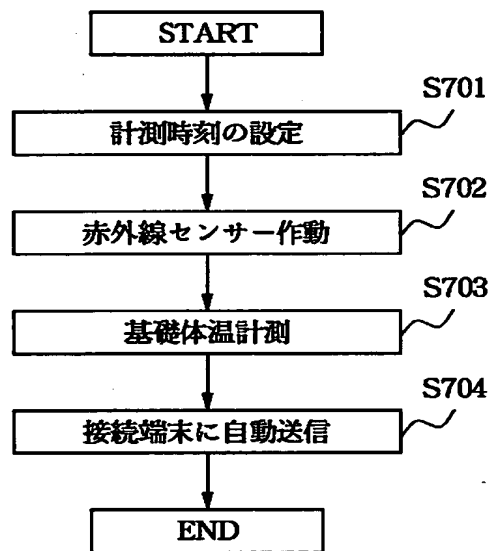 START
S701
計測時刻の設定
S702
赤外線センサー作動
S703
基礎体温計測
S704
接続端末に自動送信
END